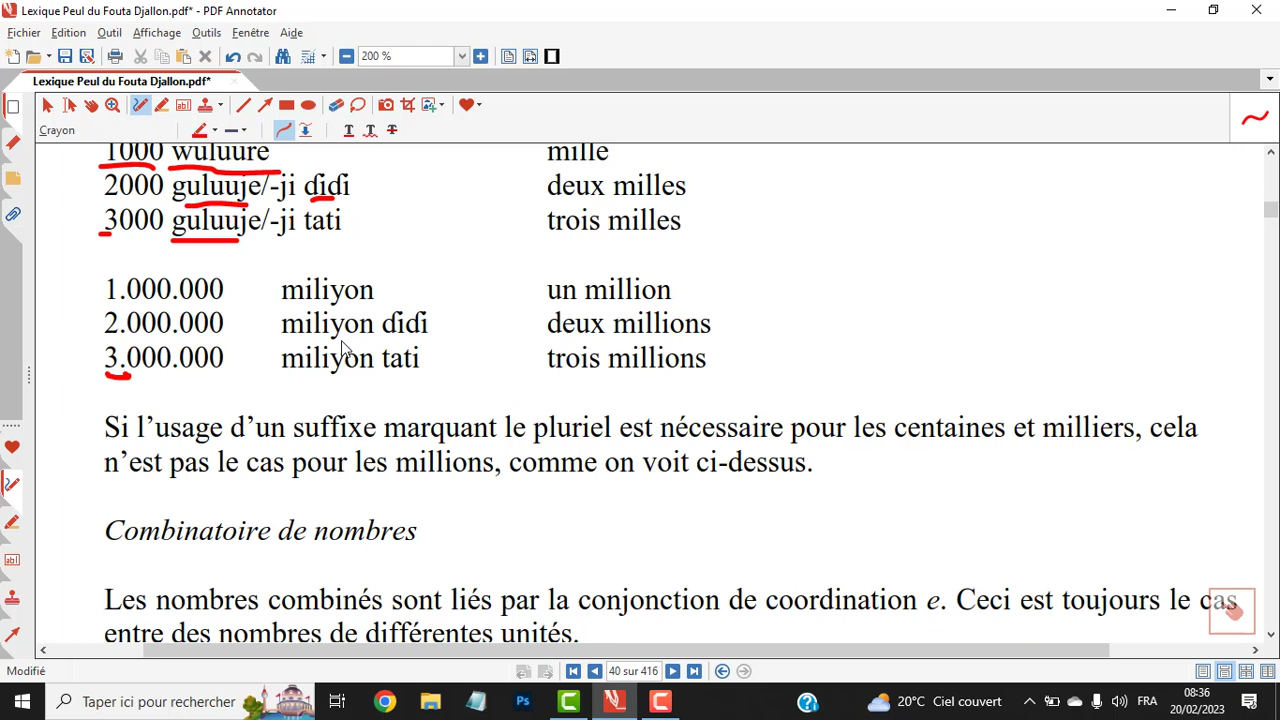 Lexique Peul du Fouta Djallon.pdf* - PDF Annotator
Fichier Edition Outil Affichage Outils Fenêtre Aide
200 %
Lexique Peul du Fouta Djallon.pdf*
Crayon
1000 wuluure mille
2000 guluuje/-ji ɗiɗi deux milles
3000 guluuje/-ji tati trois milles
1.000.000 miliyon un million
2.000.000 miliyon ɗiɗi deux millions
3.000.000 miliyon tati trois millions
Si l’usage d’un suffixe marquant le pluriel est nécessaire pour les centaines et milliers, cela
n’est pas le cas pour les millions, comme on voit ci-dessus.
Combinatoire de nombres
Les nombres combinés sont liés par la conjonction de coordination e. Ceci est toujours le cas
entre des nombres de différentes unités.
Modifié
40 sur 416
Taper ici pour rechercher
20°C Ciel couvert
FRA
08:36
20/02/2023